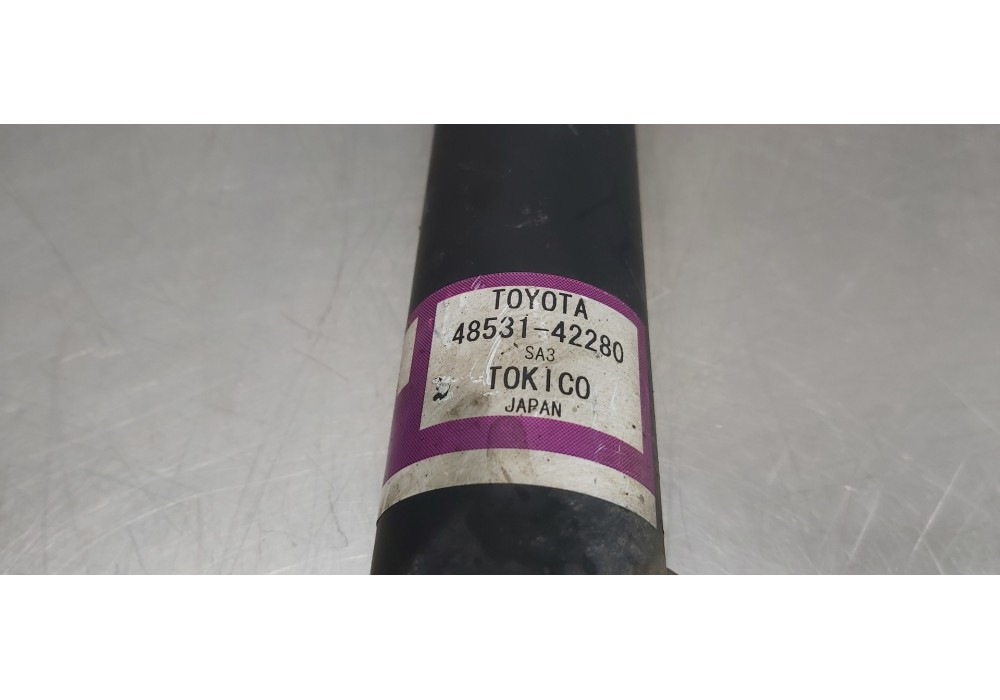 TOYOTA
48531-42280
SA3
TOKICO
JAPAN